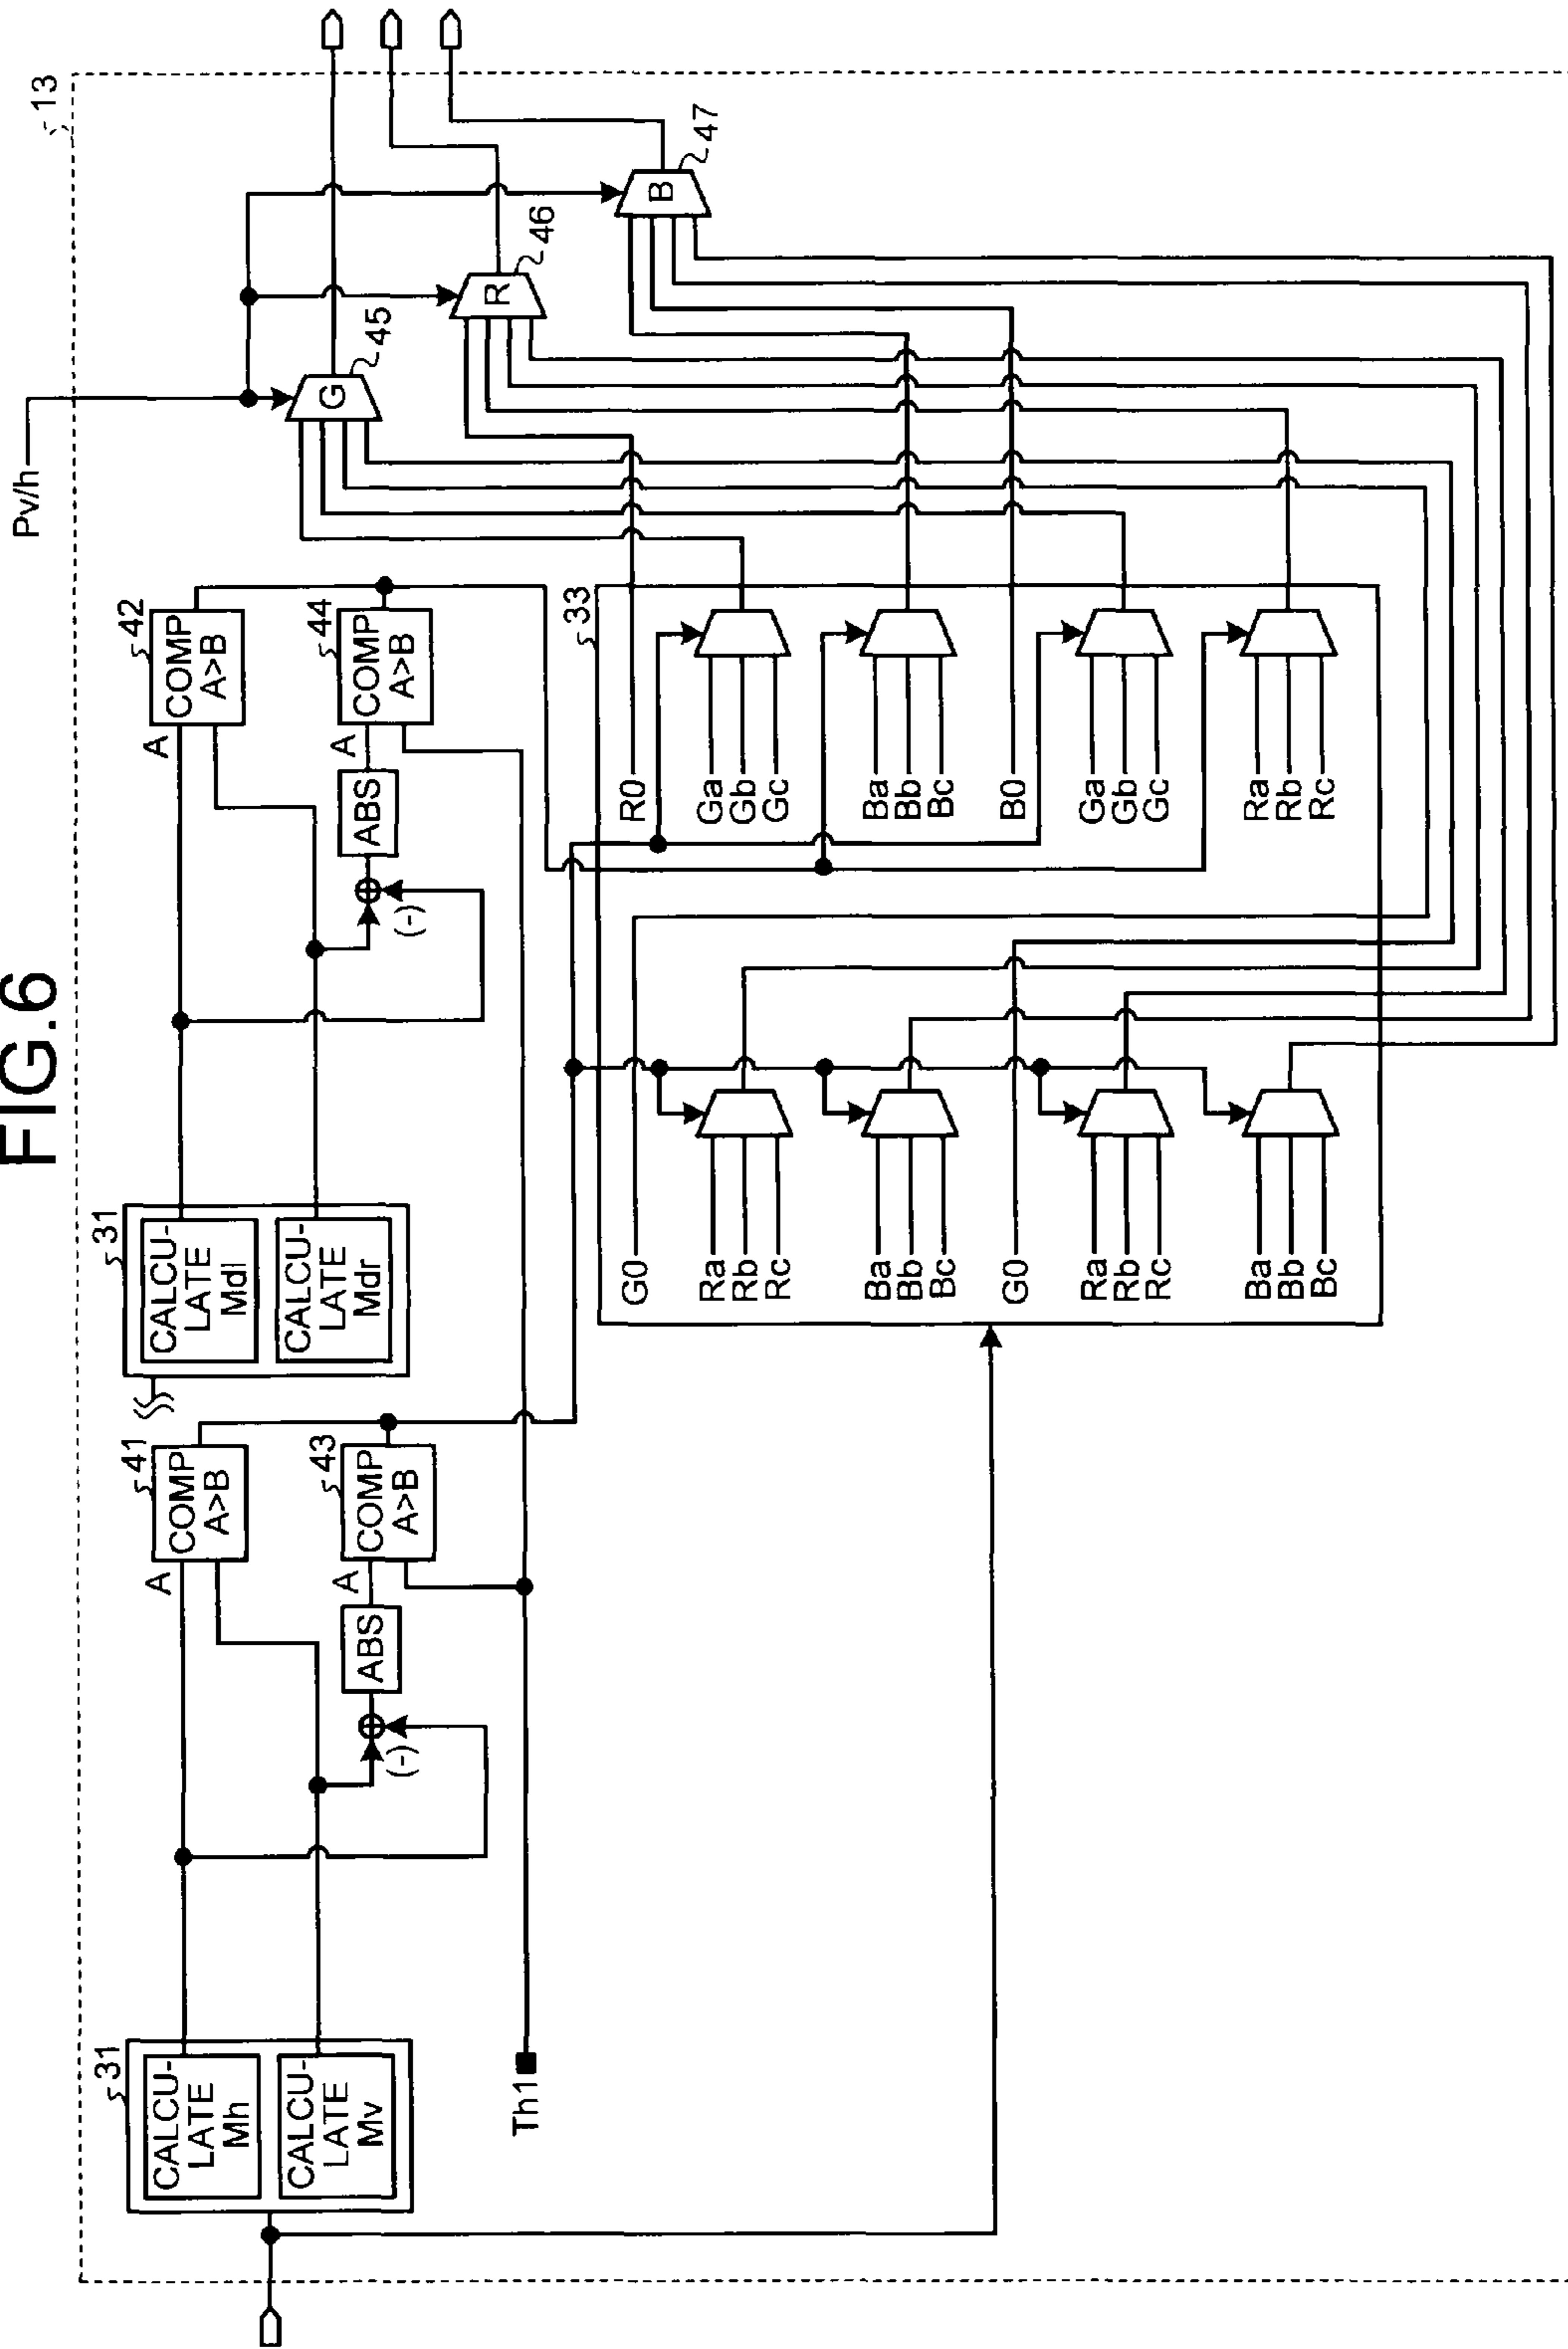 FIG.6
13
Pv/h
31
CALCU-
LATE
Mh
CALCU-
LATE
Mv
A
COMP
A>B
41
ABS
(-)
A
COMP
A>B
43
Th1
31
CALCU-
LATE
Mdl
CALCU-
LATE
Mdr
A
COMP
A>B
42
ABS
(-)
A
COMP
A>B
44
33
G0
Ra
Rb
Rc
Ba
Bb
Bc
G0
Ra
Rb
Rc
Ba
Bb
Bc
R0
Ga
Gb
Gc
Ba
Bb
Bc
B0
Ga
Gb
Gc
Ra
Rb
Rc
G
45
R
46
B
47